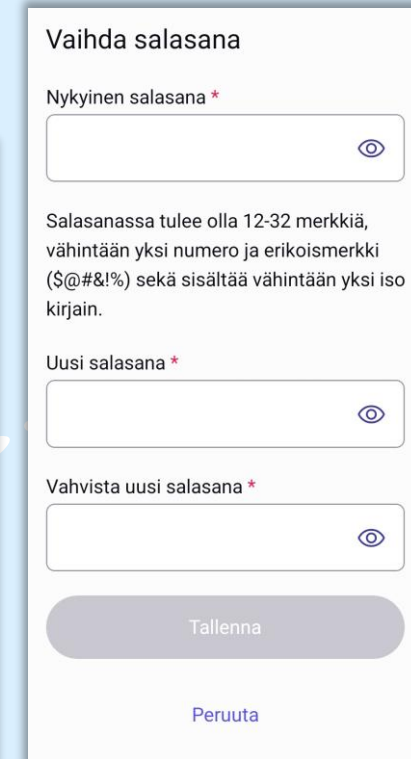 Vaihda salasana
Nykyinen salasana *
Salasanassa tulee olla 12-32 merkkiä,
vähintään yksi numero ja erikoismerkki
($@#&!%) sekä sisältää vähintään yksi iso
kirjain.
Uusi salasana *
Vahvista uusi salasana *
Tallenna
Peruuta